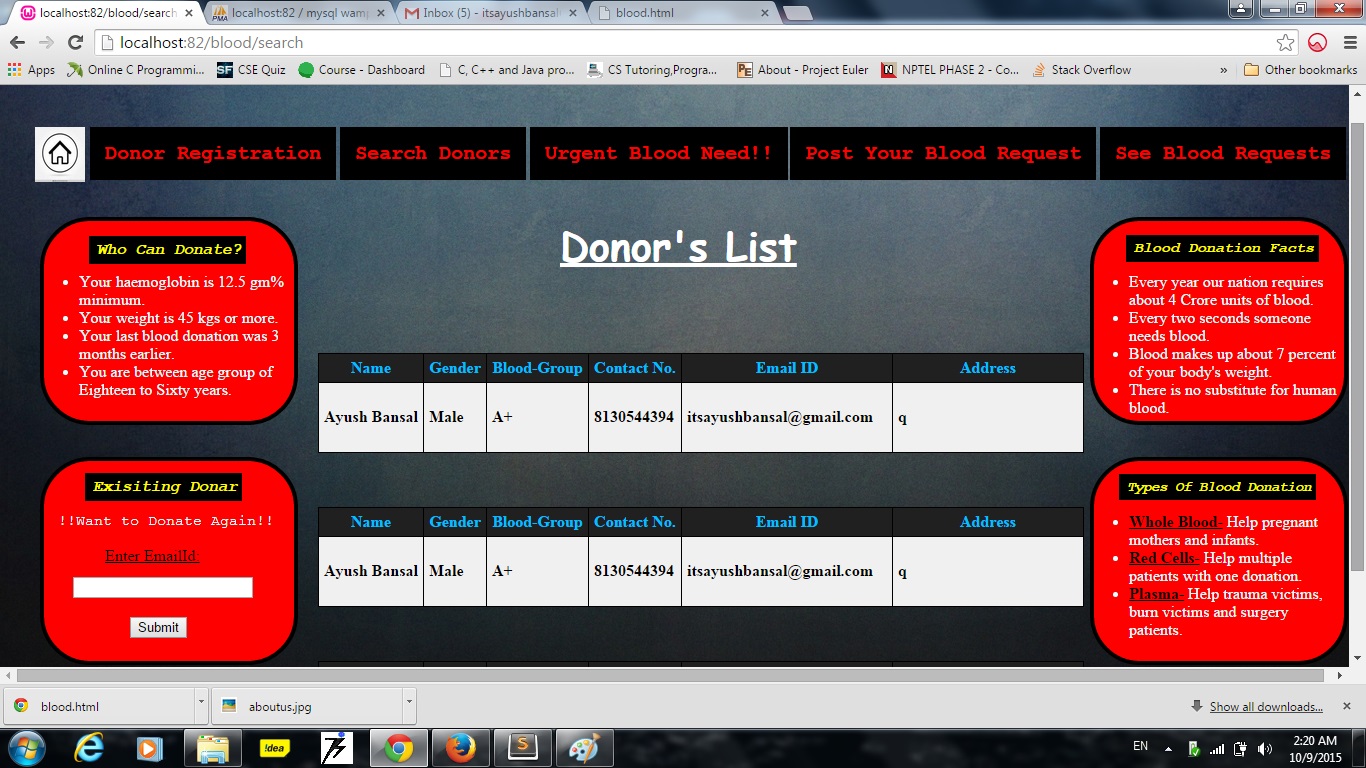 localhost:82/blood/search
localhost:82 / mysql wamp
Inbox (5) - itsayushbansal
blood.html
localhost:82/blood/search
Apps
Online C Programmi...
CSE Quiz
Course - Dashboard
C, C++ and Java pro...
CS Tutoring,Progra...
About - Project Euler
NPTEL PHASE 2 - Co...
Stack Overflow
»
Other bookmarks
Donor Registration
Search Donors
Urgent Blood Need!!
Post Your Blood Request
See Blood Requests
Who Can Donate?
Your haemoglobin is 12.5 gm%
minimum.
Your weight is 45 kgs or more.
Your last blood donation was 3
months earlier.
You are between age group of
Eighteen to Sixty years.
Exisiting Donar
!!Want to Donate Again!!
Enter EmailId:
Submit
Donor's List
Name Gender Blood-Group Contact No. Email ID Address
Ayush Bansal Male A+ 8130544394 itsayushbansal@gmail.com q
Name Gender Blood-Group Contact No. Email ID Address
Ayush Bansal Male A+ 8130544394 itsayushbansal@gmail.com q
Blood Donation Facts
Every year our nation requires
about 4 Crore units of blood.
Every two seconds someone
needs blood.
Blood makes up about 7 percent
of your body's weight.
There is no substitute for human
blood.
Types Of Blood Donation
Whole Blood- Help pregnant
mothers and infants.
Red Cells- Help multiple
patients with one donation.
Plasma- Help trauma victims,
burn victims and surgery
patients.
blood.html
aboutus.jpg
Show all downloads...
!dea
EN
2:20 AM
10/9/2015